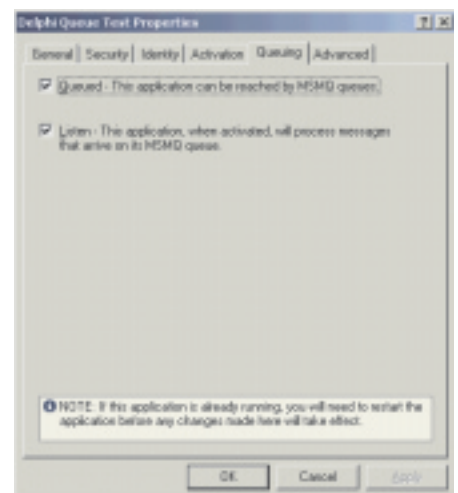 Delphi Queue Test Properties
General Security Identity Activation Queuing Advanced
Queued - This application can be reached by MSMQ queues.
Listen - This application, when activated, will process messages
that arrive on its MSMQ queue.
NOTE: If this application is already running, you will need to restart the
application before any changes made here will take effect.
OK Cancel Apply